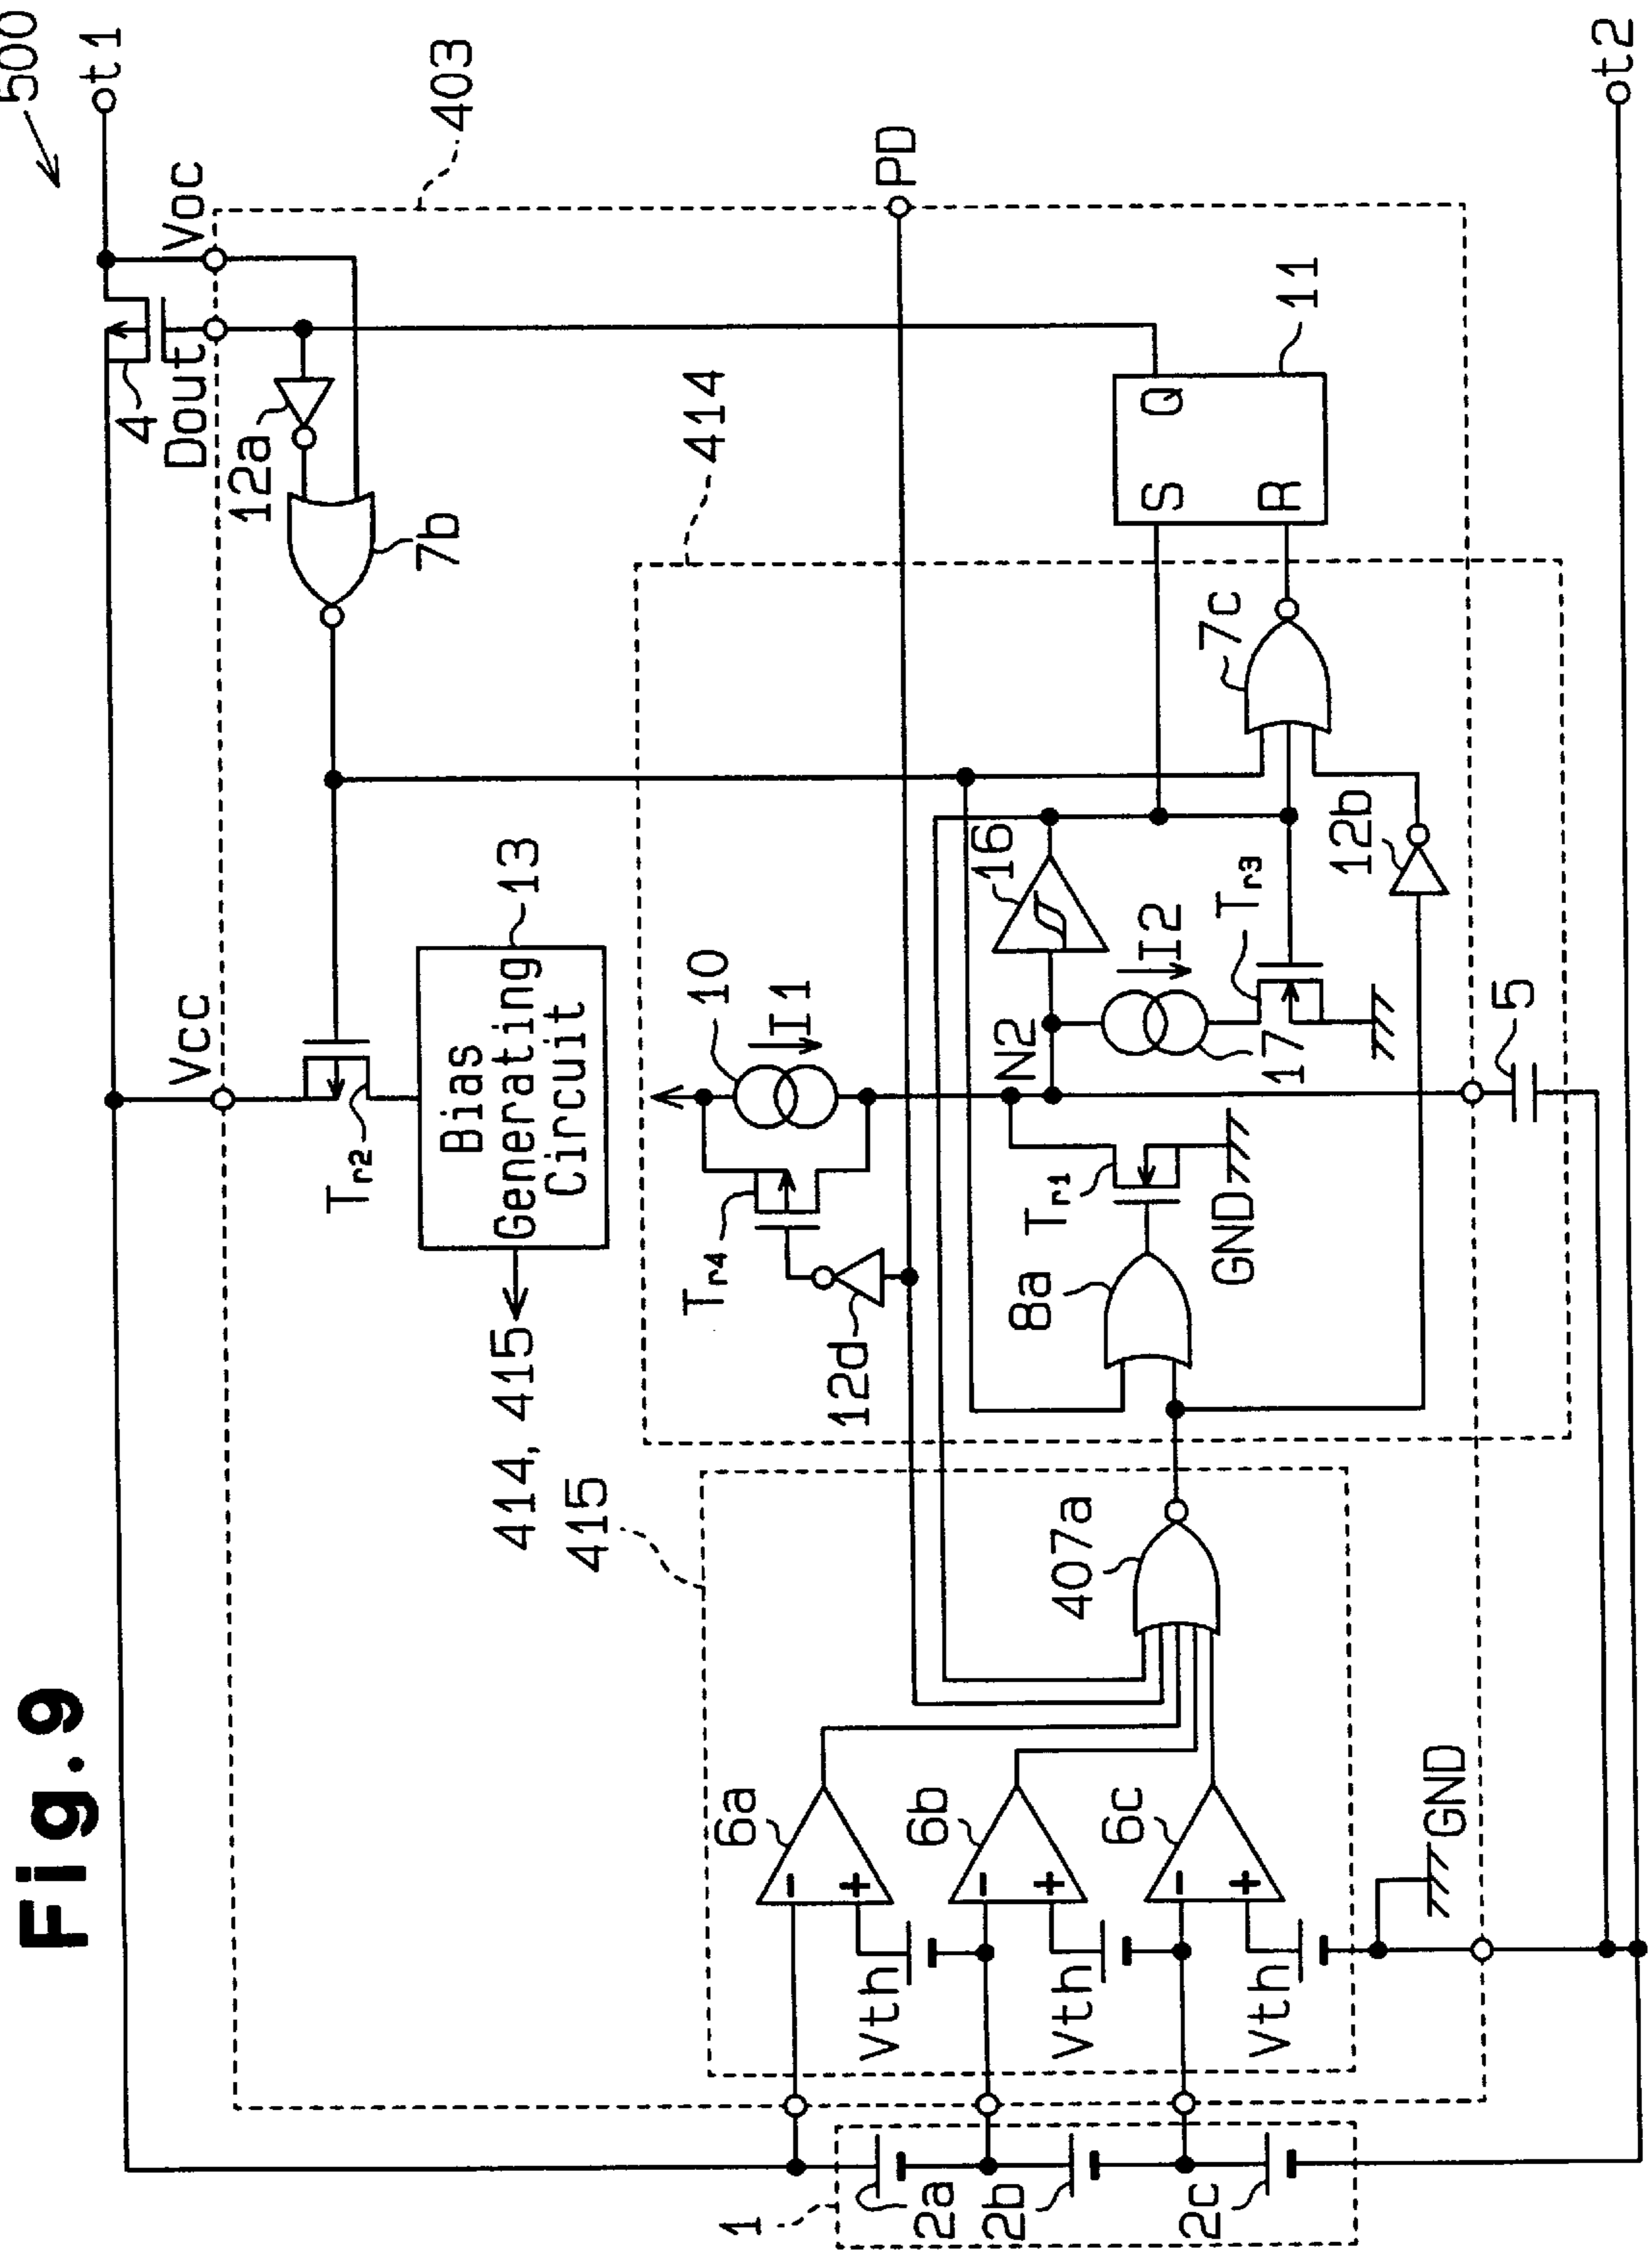 Fig.9
500
t1
Voc
Dout
4
403
Vcc
12a
7b
Tr2
13
Bias
Generating
Circuit
414, 415
415
414
PD
10
I1
Tr4
12d
N2
16
I2
17
Tr3
Tr1
8a
GND
407a
7c
12b
S
Q
R
11
5
6a
6b
6c
-
+
-
+
-
+
Vth
Vth
Vth
GND
1
2a
2b
2c
t2